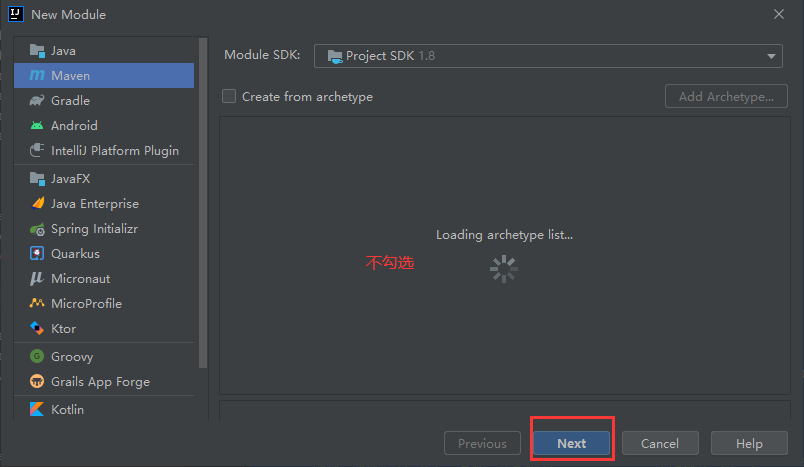 New Module
Java
Maven
Gradle
Android
IntelliJ Platform Plugin
JavaFX
Java Enterprise
Spring Initializr
Quarkus
Micronaut
MicroProfile
Ktor
Groovy
Grails App Forge
Kotlin
Module SDK:
Project SDK 1.8
Create from archetype
Add Archetype...
Loading archetype list...
不勾选
Previous
Next
Cancel
Help